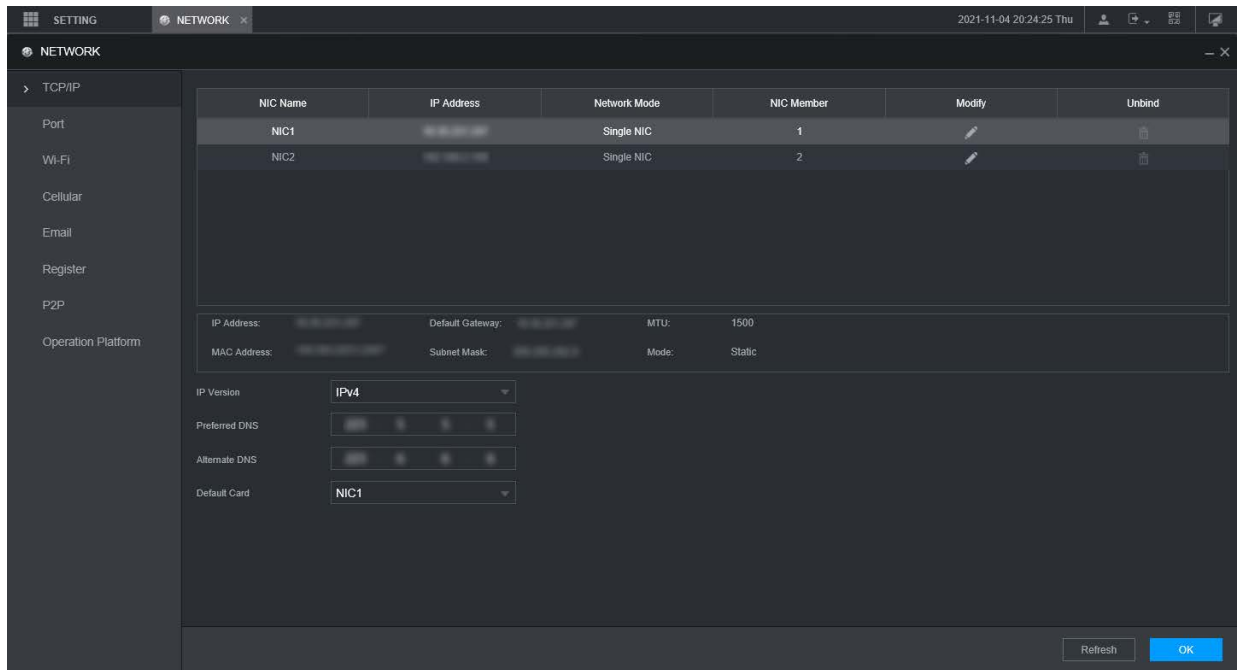 SETTING NETWORK × 2021-11-04 20:24:25 Thu
NETWORK
TCP/IP
Port
Wi-Fi
Cellular
Email
Register
P2P
Operation Platform
NIC Name IP Address Network Mode NIC Member Modify Unbind
NIC1 Single NIC 1
NIC2 Single NIC 2
IP Address: Default Gateway: MTU: 1500
MAC Address: Subnet Mask: Mode: Static
IP Version IPv4
Preferred DNS
Alternate DNS
Default Card NIC1
Refresh OK